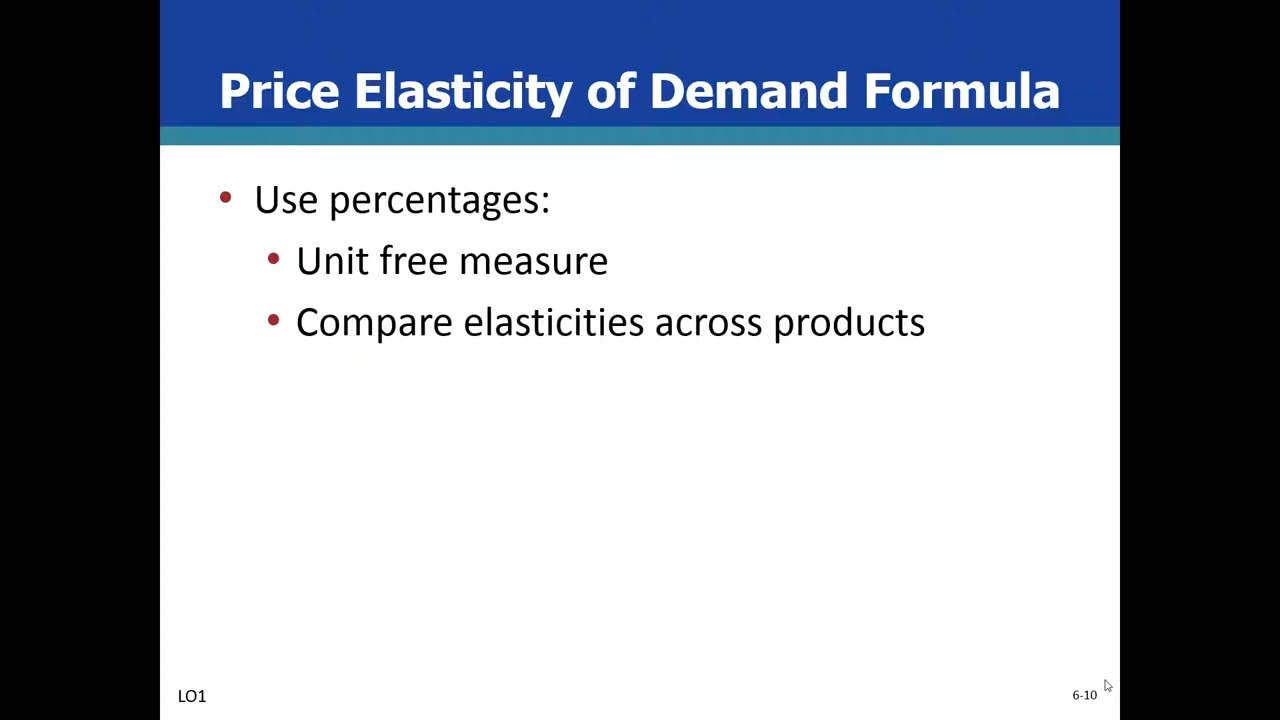 Price Elasticity of Demand Formula
• Use percentages:
• Unit free measure
• Compare elasticities across products
LO1
6-10